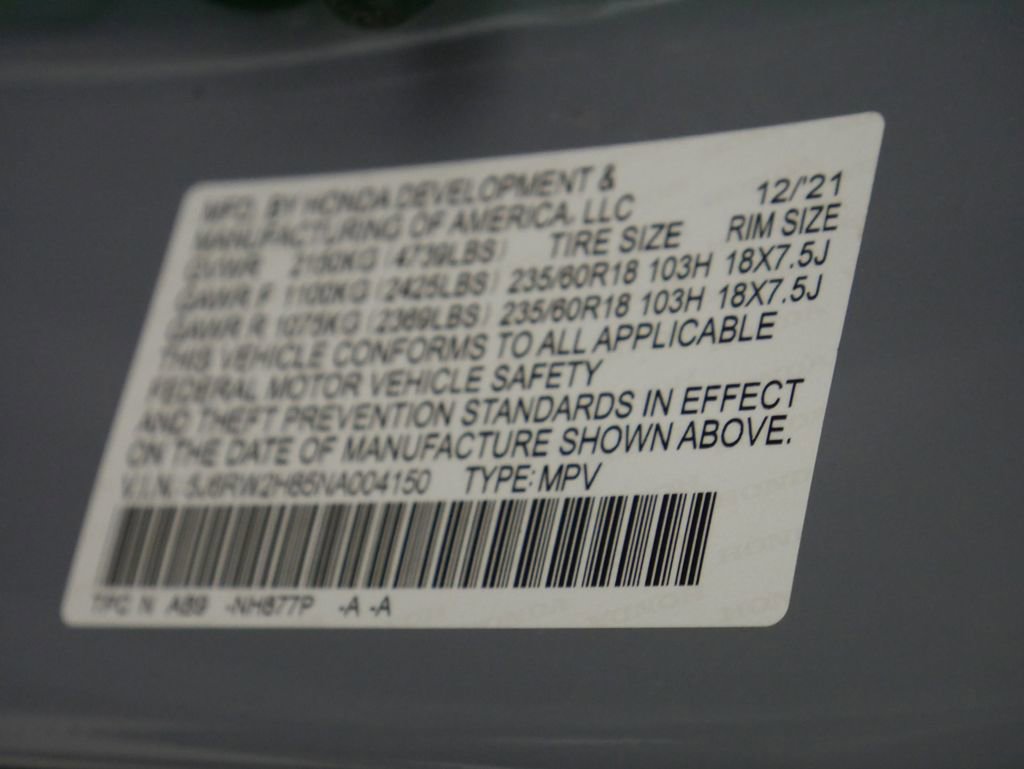 MFD. BY HONDA DEVELOPMENT &
MANUFACTURING OF AMERICA, LLC 12/'21
GVWR 2150KG (4739LBS) TIRE SIZE RIM SIZE
GAWR F 1100KG (2425LBS) 235/60R18 103H 18X7.5J
GAWR R 1075KG (2369LBS) 235/60R18 103H 18X7.5J
THIS VEHICLE CONFORMS TO ALL APPLICABLE
FEDERAL MOTOR VEHICLE SAFETY
AND THEFT PREVENTION STANDARDS IN EFFECT
ON THE DATE OF MANUFACTURE SHOWN ABOVE.
V.I.N: 5J6RW2H85NA004150 TYPE: MPV
N A89 -NH877P -A -A